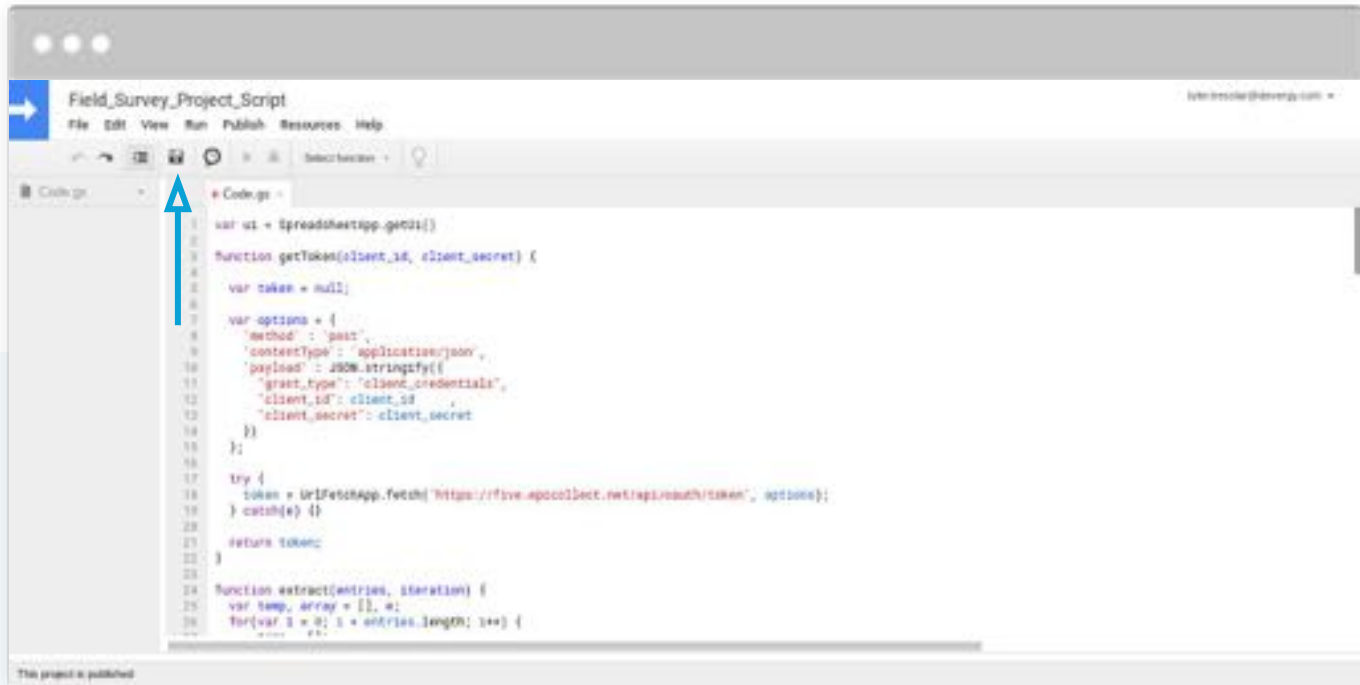 Field_Survey_Project_Script
File Edit View Run Publish Resources Help
Select function
Code.gs
Code.gs
1 var ui = SpreadsheetApp.getUi()
2
3 function getToken(client_id, client_secret) {
4
5 var token = null;
6
7 var options = {
8 'method' : 'post',
9 'contentType': 'application/json',
10 'payload' : JSON.stringify({
11 "grant_type": "client_credentials",
12 "client_id": client_id ,
13 "client_secret": client_secret
14 })
15 };
16
17 try {
18 token = UrlFetchApp.fetch('https://five.epicollect.net/api/oauth/token', options);
19 } catch(e) {}
20
21 return token;
22 }
23
24 function extract(entries, iteration) {
25 var temp, array = [], e;
26 for(var i = 0; i < entries.length; i++) {
This project is published